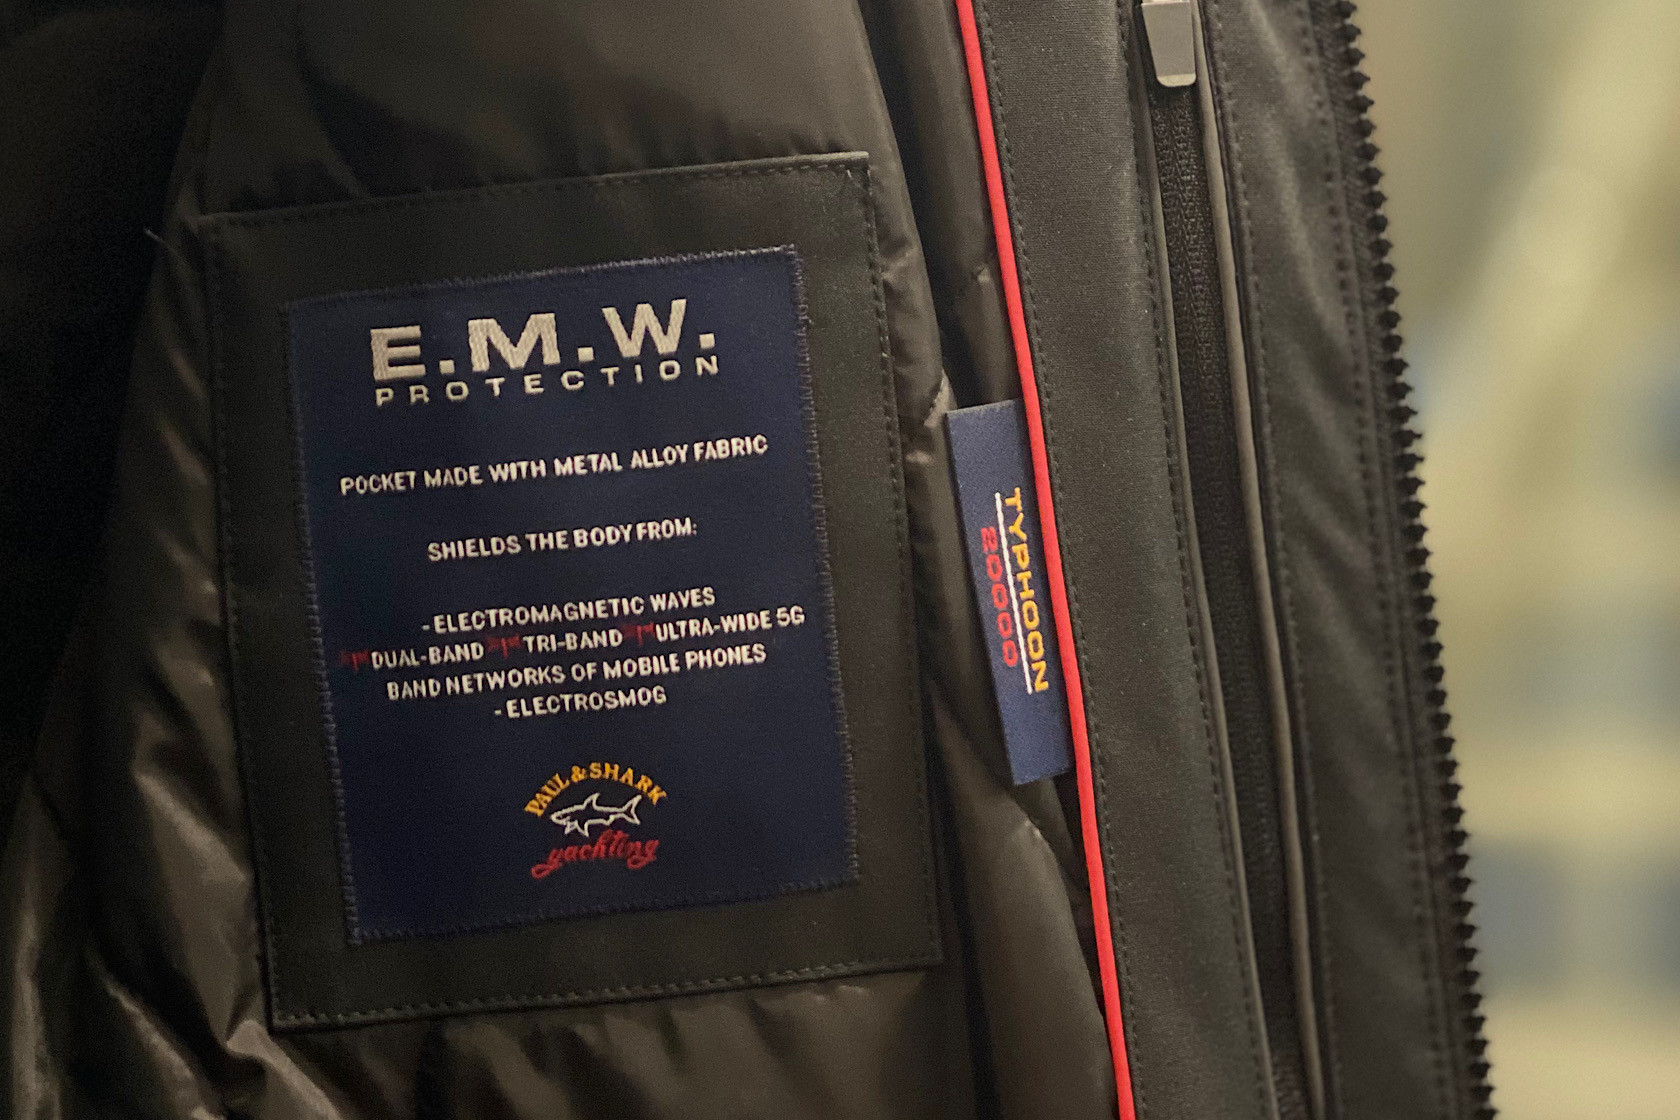 E.M.W.
PROTECTION
POCKET MADE WITH METAL ALLOY FABRIC
SHIELDS THE BODY FROM:
-ELECTROMAGNETIC WAVES
DUAL-BAND TRI-BAND ULTRA-WIDE 5G
BAND NETWORKS OF MOBILE PHONES
-ELECTROSMOG
PAUL & SHARK
yachting
TYPHOON
20000